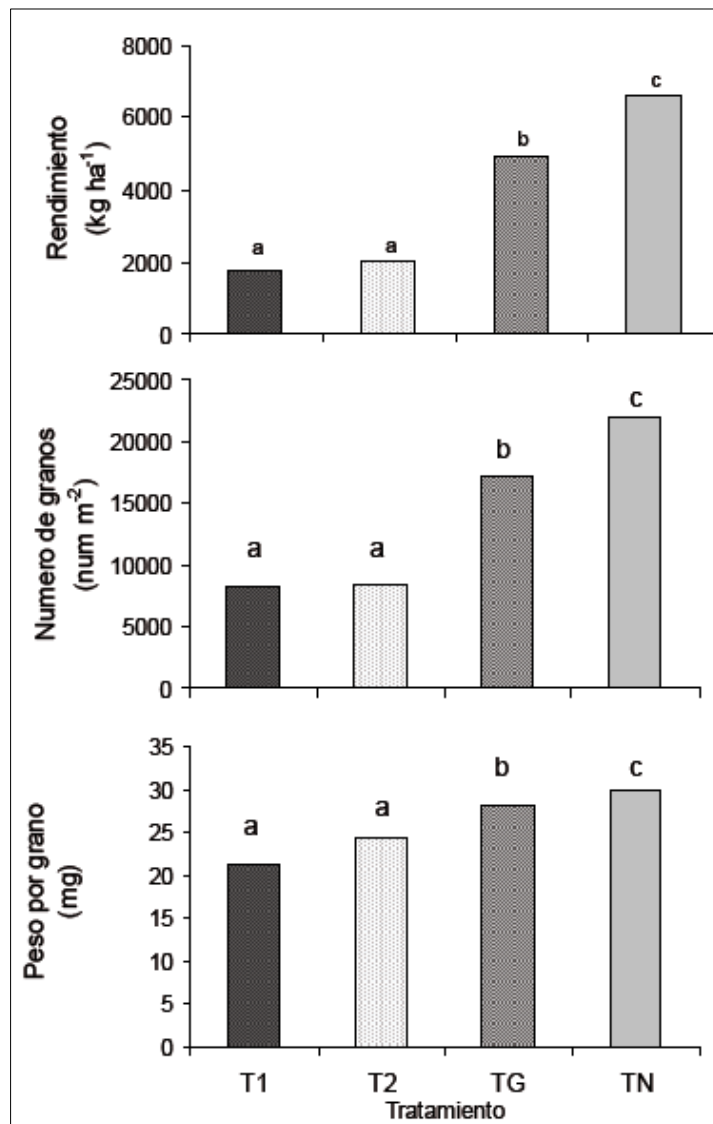 Rendimiento
(kg ha-1)
8000
6000
4000
2000
0
a
a
b
c
Numero de granos
(num m-2)
25000
20000
15000
10000
5000
0
a
a
b
c
Peso por grano
(mg)
35
30
25
20
15
10
5
0
a
a
b
c
T1 T2 TG TN
Tratamiento